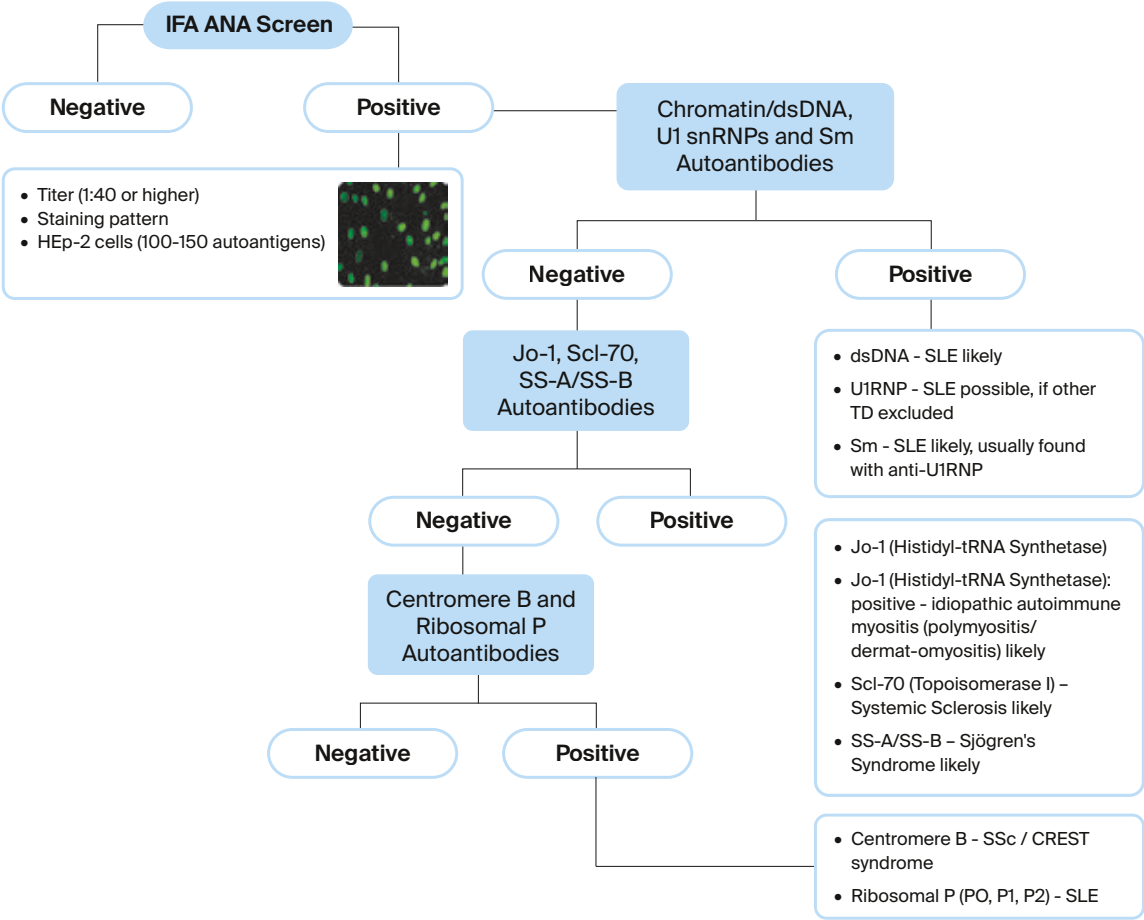 IFA ANA Screen
Negative
Positive
Chromatin/dsDNA,
U1 snRNPs and Sm
Autoantibodies
• Titer (1:40 or higher)
• Staining pattern
• HEp-2 cells (100-150 autoantigens)
Negative
Positive
Jo-1, Scl-70,
SS-A/SS-B
Autoantibodies
• dsDNA - SLE likely
• U1RNP - SLE possible, if other
TD excluded
• Sm - SLE likely, usually found
with anti-U1RNP
Negative
Positive
• Jo-1 (Histidyl-tRNA Synthetase)
• Jo-1 (Histidyl-tRNA Synthetase):
positive - idiopathic autoimmune
myositis (polymyositis/
dermat-omyositis) likely
• Scl-70 (Topoisomerase I) –
Systemic Sclerosis likely
• SS-A/SS-B – Sjögren's
Syndrome likely
Centromere B and
Ribosomal P
Autoantibodies
Negative
Positive
• Centromere B - SSc / CREST
syndrome
• Ribosomal P (PO, P1, P2) - SLE